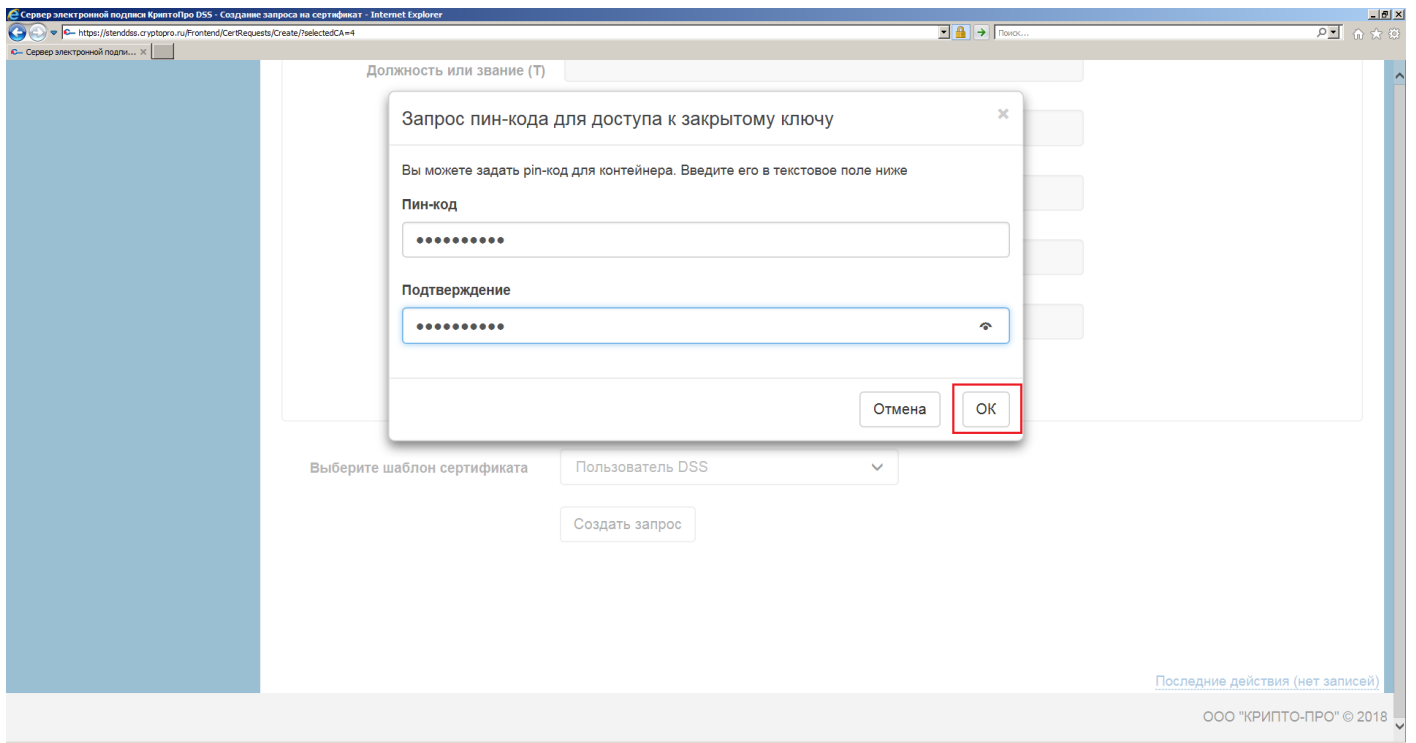 Сервер электронной подписи КриптоПро DSS - Создание запроса на сертификат - Internet Explorer
https://stenddss.cryptopro.ru/Frontend/CertRequests/Create/?selectedCA=4
Поиск...
Сервер электронной подпи...
Должность или звание (T)
Запрос пин-кода для доступа к закрытому ключу
Вы можете задать pin-код для контейнера. Введите его в текстовое поле ниже
Пин-код
Подтверждение
Отмена
ОК
Выберите шаблон сертификата
Пользователь DSS
Создать запрос
Последние действия (нет записей)
ООО "КРИПТО-ПРО" © 2018